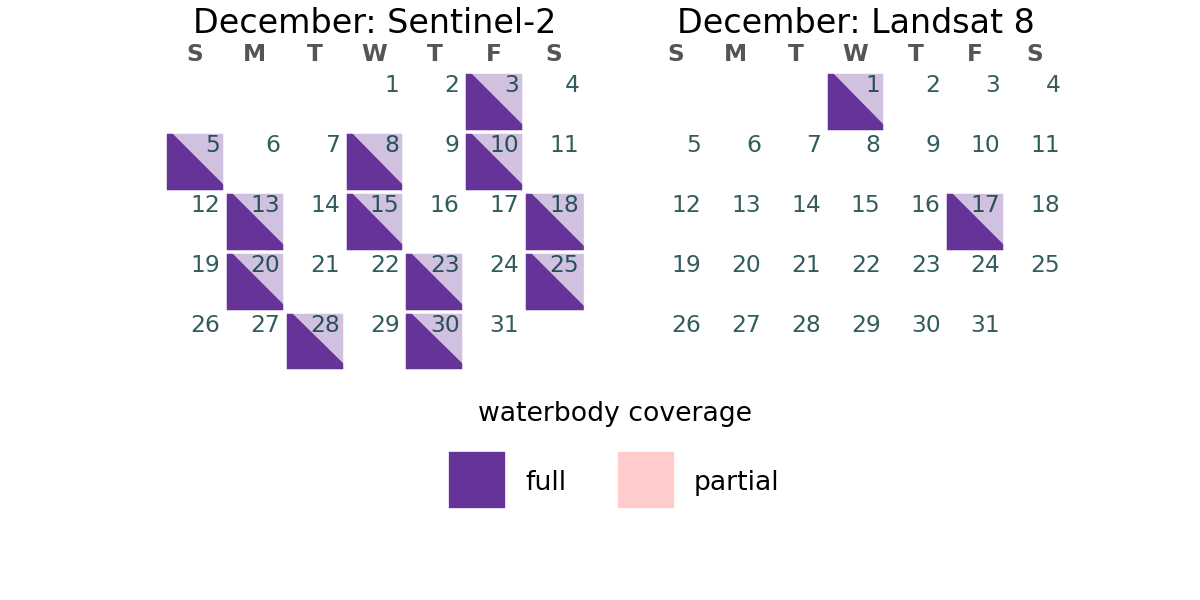 December: Sentinel-2
S M T W T F S
1 2 3 4
5 6 7 8 9 10 11
12 13 14 15 16 17 18
19 20 21 22 23 24 25
26 27 28 29 30 31
December: Landsat 8
S M T W T F S
1 2 3 4
5 6 7 8 9 10 11
12 13 14 15 16 17 18
19 20 21 22 23 24 25
26 27 28 29 30 31
waterbody coverage
full partial